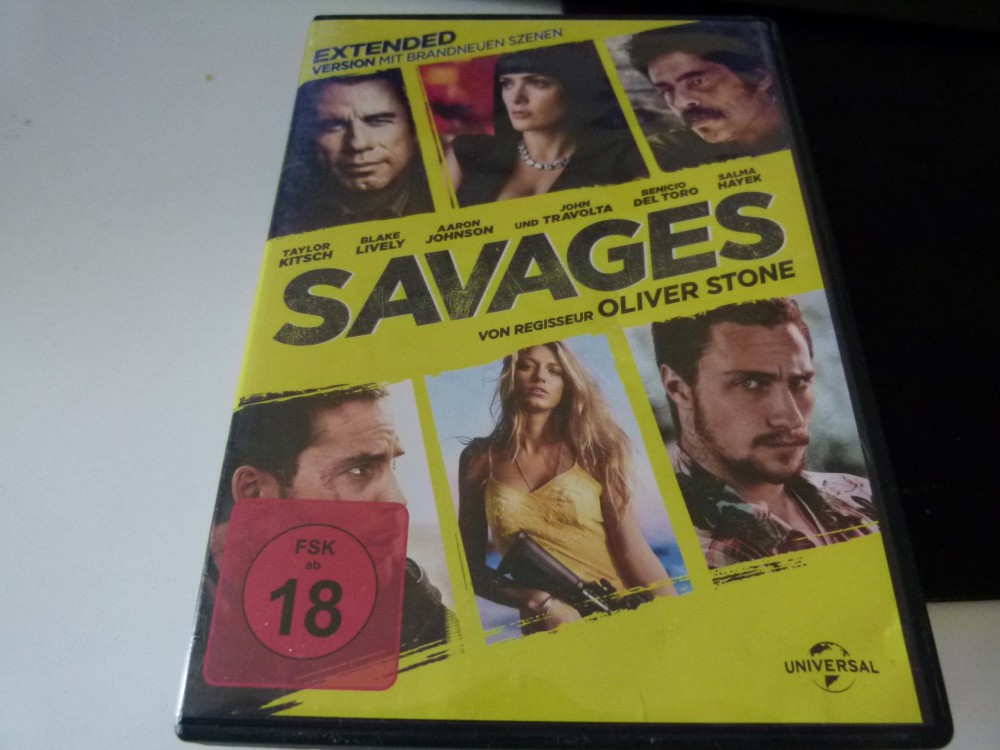 EXTENDED
VERSION MIT BRANDNEUEN SZENEN
TAYLOR KITSCH
BLAKE LIVELY
AARON JOHNSON
UND JOHN TRAVOLTA
BENICIO DEL TORO
SALMA HAYEK
SAVAGES
VON REGISSEUR OLIVER STONE
FSK
ab
18
UNIVERSAL